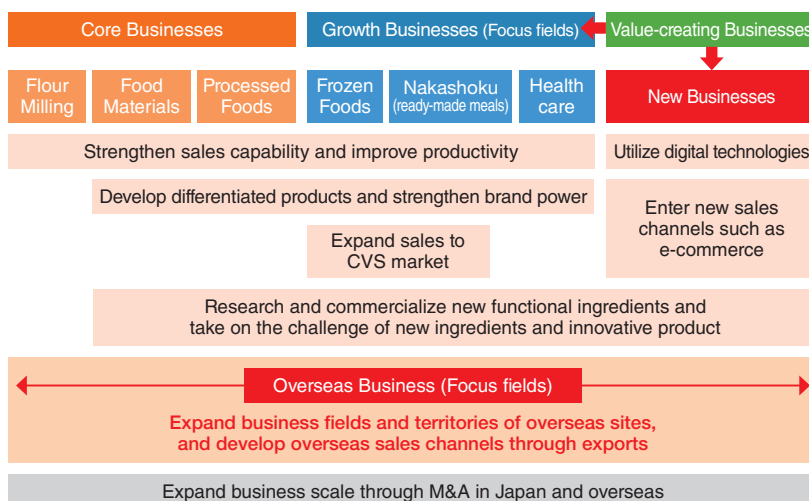 Core Businesses
Growth Businesses (Focus fields)
Value-creating Businesses
Flour
Milling
Food
Materials
Processed
Foods
Frozen
Foods
Nakashoku
(ready-made meals)
Health
care
New Businesses
Strengthen sales capability and improve productivity
Utilize digital technologies
Develop differentiated products and strengthen brand power
Enter new sales
channels such as
e-commerce
Expand sales to
CVS market
Research and commercialize new functional ingredients and
take on the challenge of new ingredients and innovative product
Overseas Business (Focus fields)
Expand business fields and territories of overseas sites,
and develop overseas sales channels through exports
Expand business scale through M&A in Japan and overseas